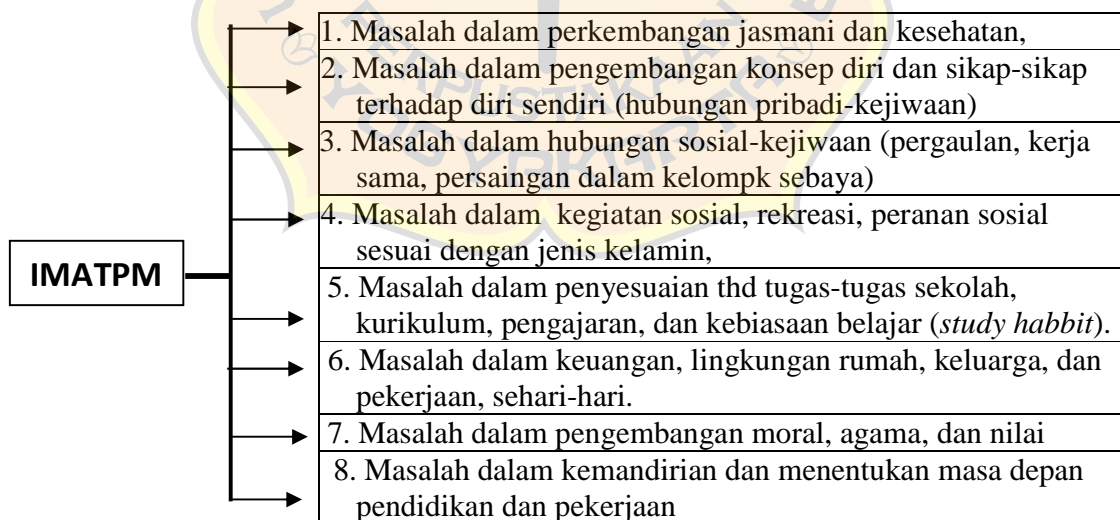 1. Masalah dalam perkembangan jasmani dan kesehatan,
2. Masalah dalam pengembangan konsep diri dan sikap-sikap
terhadap diri sendiri (hubungan pribadi-kejiwaan)
3. Masalah dalam hubungan sosial-kejiwaan (pergaulan, kerja
sama, persaingan dalam kelompk sebaya)
4. Masalah dalam kegiatan sosial, rekreasi, peranan sosial
sesuai dengan jenis kelamin,
IMATPM
5. Masalah dalam penyesuaian thd tugas-tugas sekolah,
kurikulum, pengajaran, dan kebiasaan belajar (study habbit).
6. Masalah dalam keuangan, lingkungan rumah, keluarga, dan
pekerjaan, sehari-hari.
7. Masalah dalam pengembangan moral, agama, dan nilai
8. Masalah dalam kemandirian dan menentukan masa depan
pendidikan dan pekerjaan
PERPUSTAKAAN
YOGYAKARTA